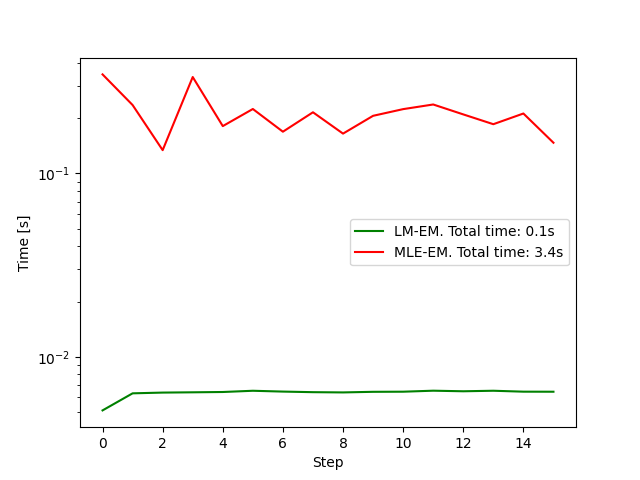 10⁻¹
10⁻²
Time [s]
LM-EM. Total time: 0.1s
MLE-EM. Total time: 3.4s
0 2 4 6 8 10 12 14
Step